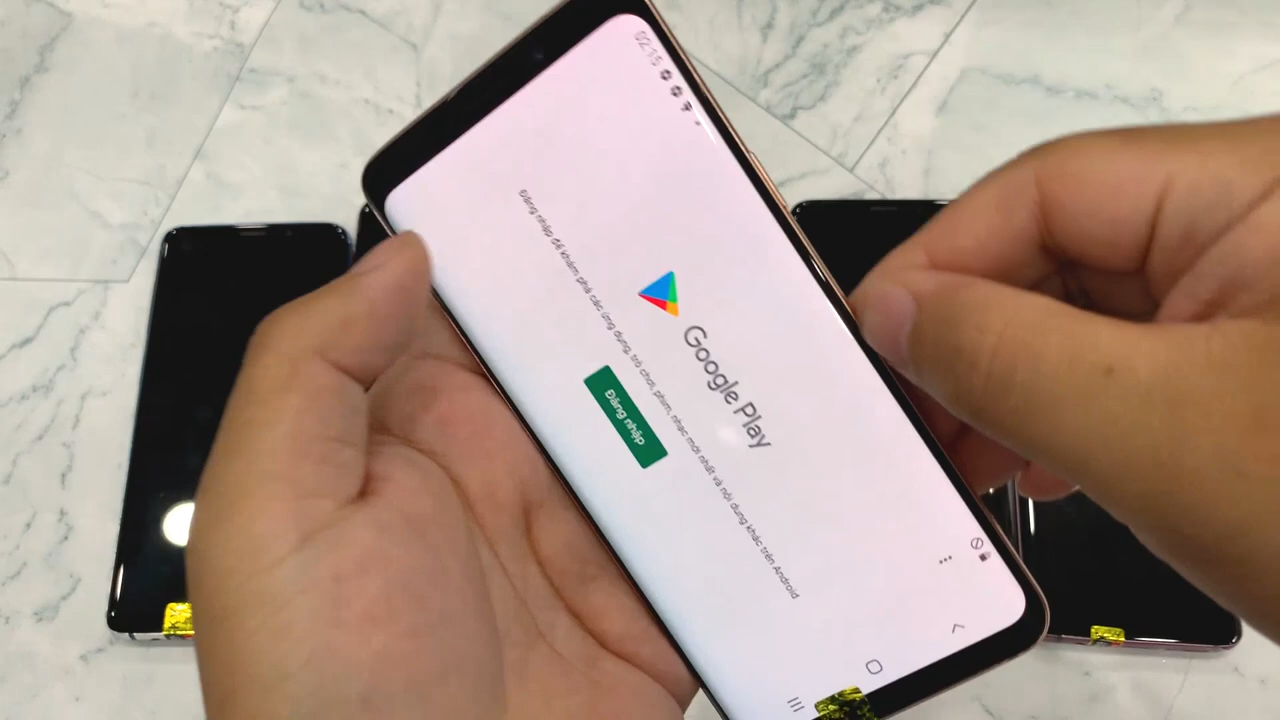 02:15
Google Play
Đăng nhập để khám phá các ứng dụng, trò chơi, phim, nhạc mới nhất và nội dung khác trên Android
Đăng nhập